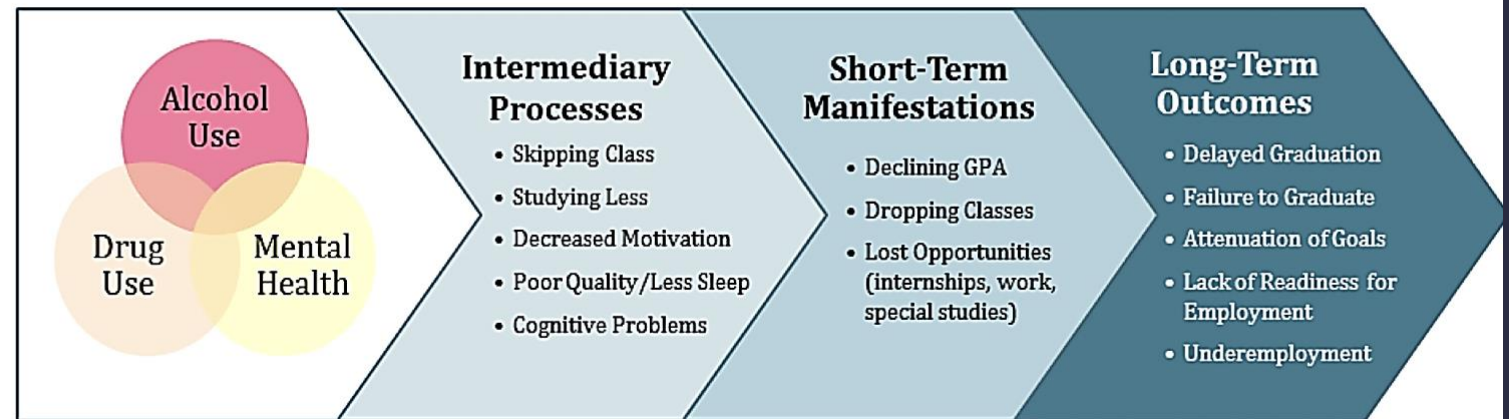 Alcohol
Use
Drug
Use
Mental
Health
Intermediary
Processes
• Skipping Class
• Studying Less
• Decreased Motivation
• Poor Quality/Less Sleep
• Cognitive Problems
Short-Term
Manifestations
• Declining GPA
• Dropping Classes
• Lost Opportunities
(internships, work,
special studies)
Long-Term
Outcomes
• Delayed Graduation
• Failure to Graduate
• Attenuation of Goals
• Lack of Readiness for
Employment
• Underemployment